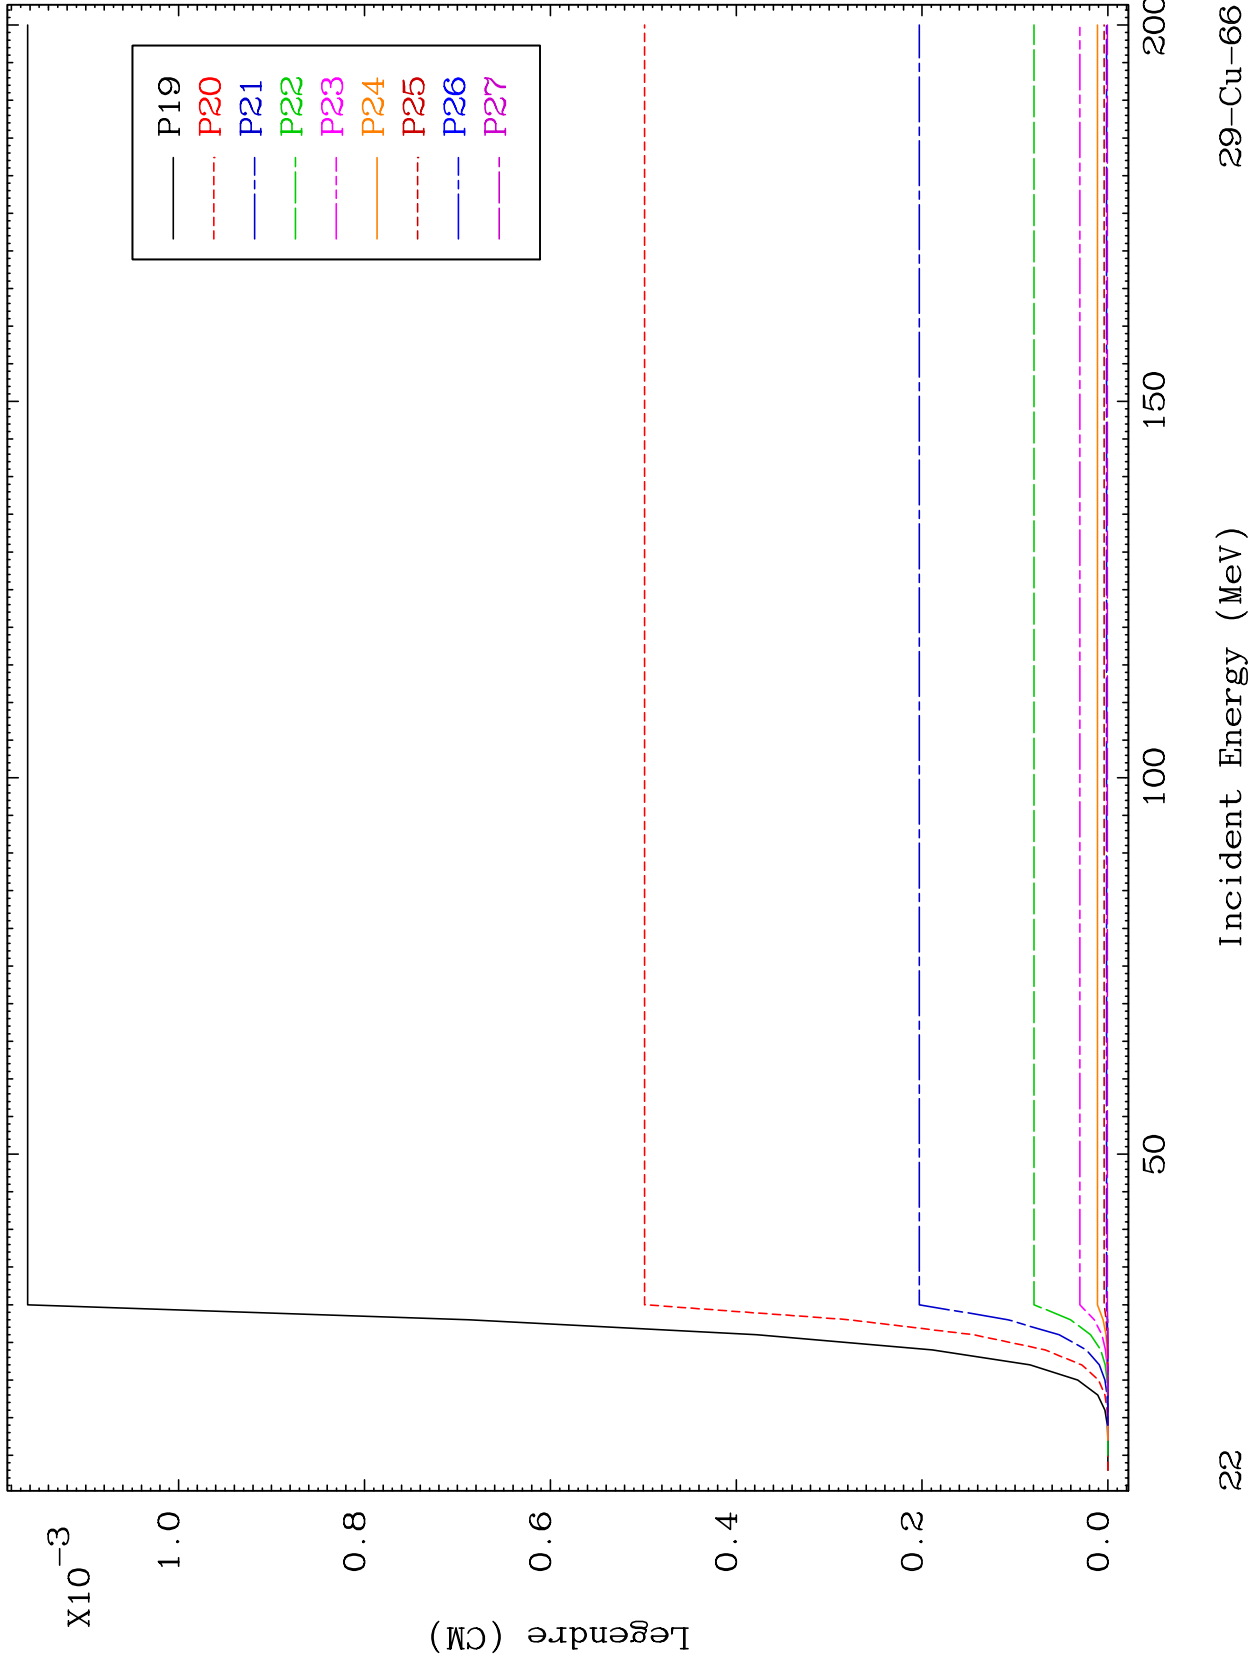 X10−3
1.0
0.8
0.6
0.4
0.2
0.0
Legendre (CM)
P19
P20
P21
P22
P23
P24
P25
P26
P27
50
100
150
200
Incident Energy (MeV)
22
29−Cu−66